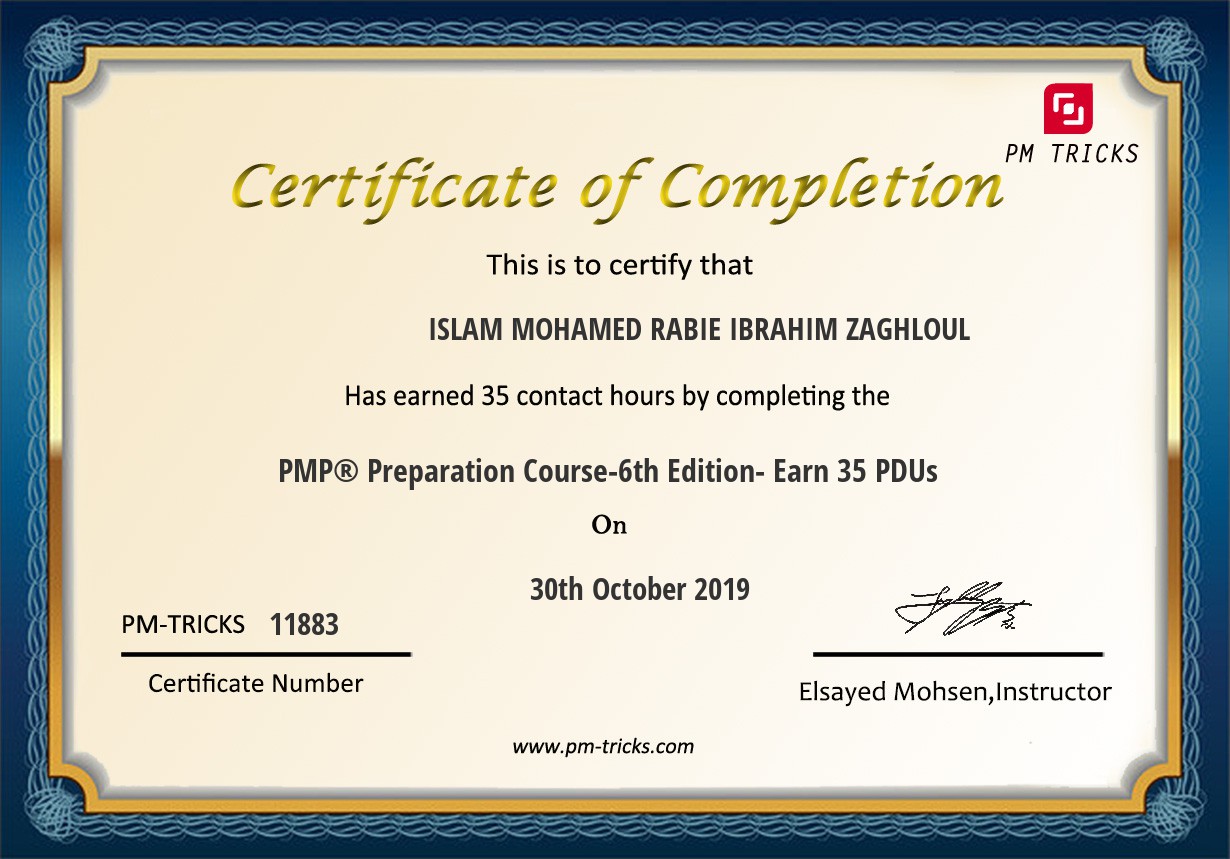 PM TRICKS
Certificate of Completion
This is to certify that
ISLAM MOHAMED RABIE IBRAHIM ZAGHLOUL
Has earned 35 contact hours by completing the
PMP® Preparation Course-6th Edition- Earn 35 PDUs
On
30th October 2019
PM-TRICKS 11883
Certificate Number
Elsayed Mohsen,Instructor
www.pm-tricks.com